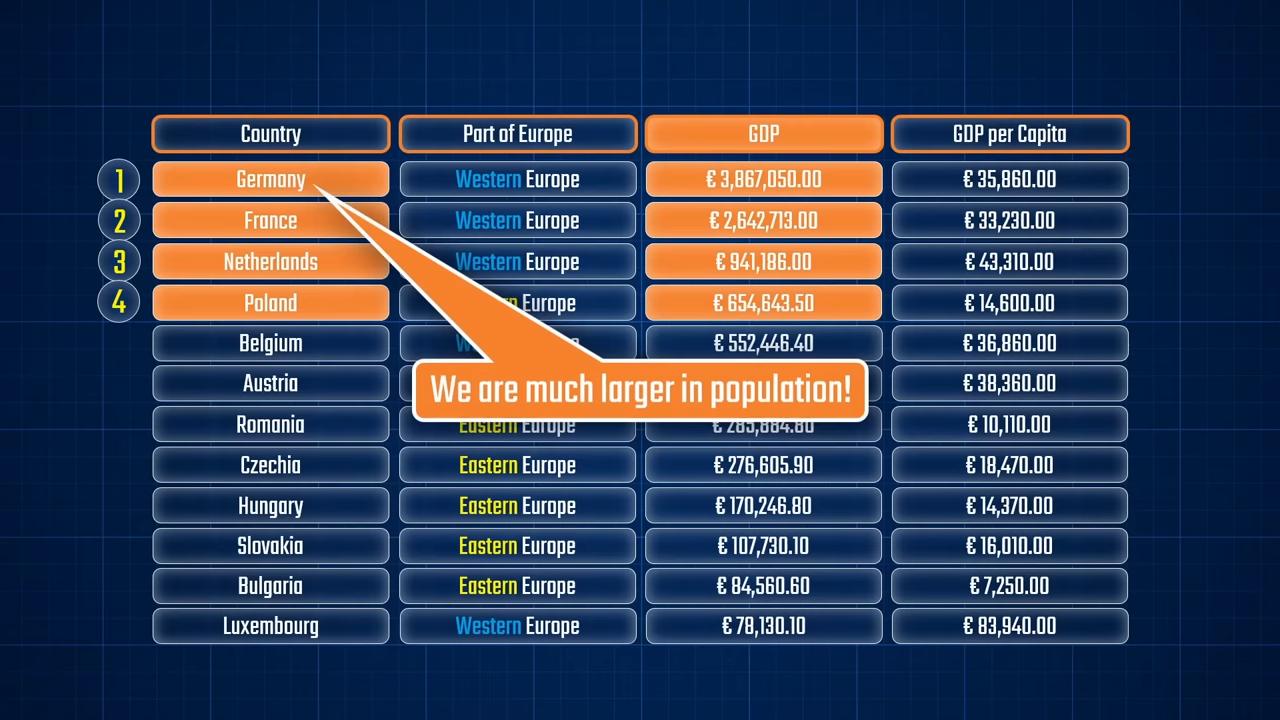 Country Part of Europe GDP GDP per Capita
1 Germany Western Europe € 3,867,050.00 € 35,860.00
2 France Western Europe € 2,642,713.00 € 33,230.00
3 Netherlands Western Europe € 941,186.00 € 43,310.00
4 Poland Europe € 654,643.50 € 14,600.00
Belgium € 552,446.40 € 36,860.00
We are much larger in population!
Austria € 38,360.00
Romania Eastern Europe € 285,884.80 € 10,110.00
Czechia Eastern Europe € 276,605.90 € 18,470.00
Hungary Eastern Europe € 170,246.80 € 14,370.00
Slovakia Eastern Europe € 107,730.10 € 16,010.00
Bulgaria Eastern Europe € 84,560.60 € 7,250.00
Luxembourg Western Europe € 78,130.10 € 83,940.00